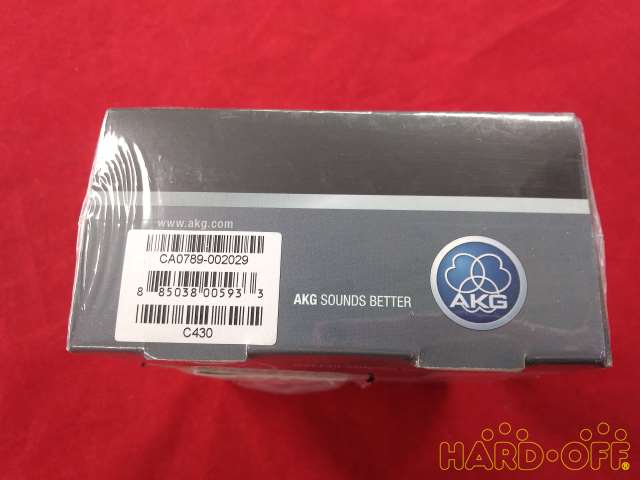 www.akg.com
CA0789-002029
8 85038 00593 3
C430
AKG SOUNDS BETTER
AKG
HARD-OFF®